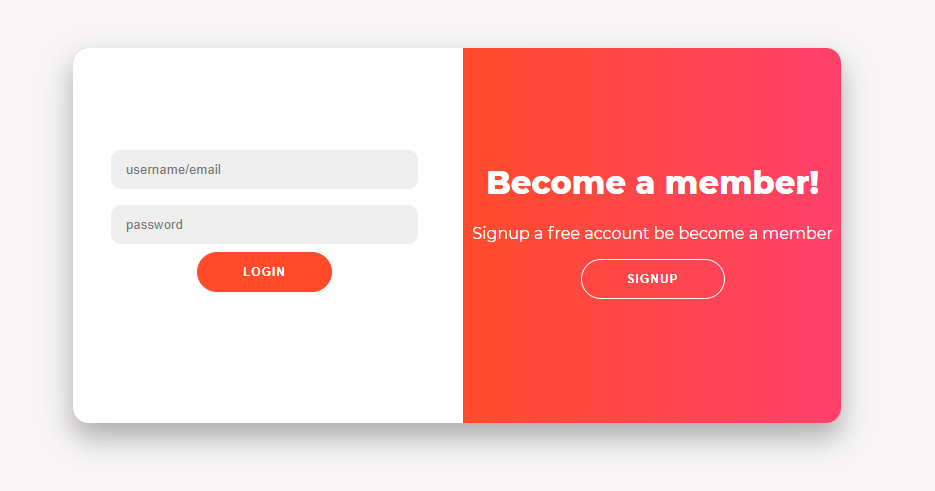 username/email
password
LOGIN
Become a member!
Signup a free account be become a member
SIGNUP